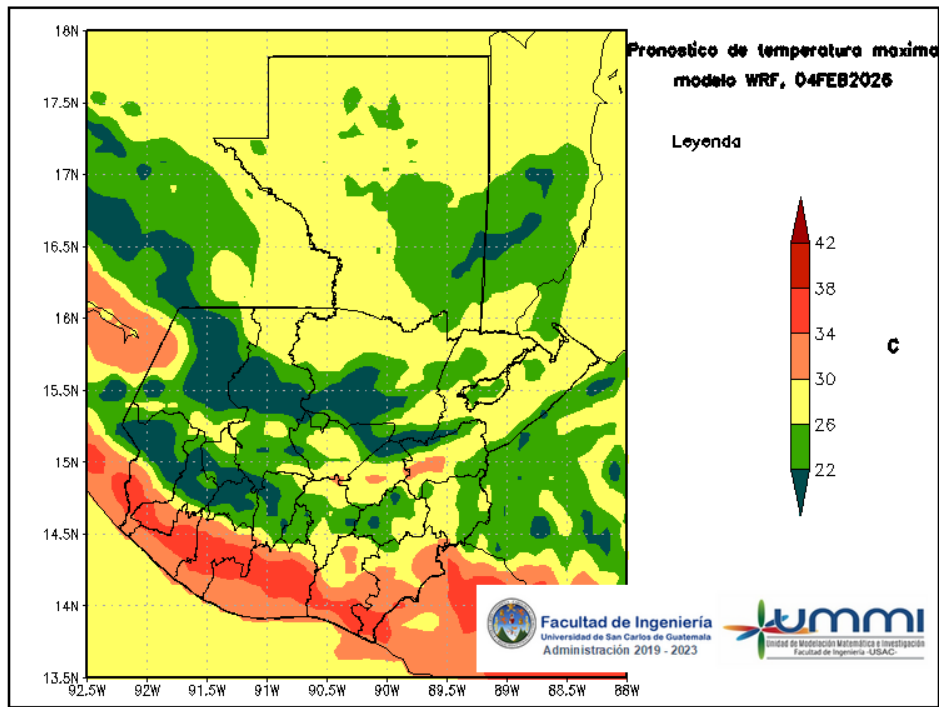 Pronostico de temperatura maxima
modelo WRF, 04FEB2026
Leyenda
42
38
34
30
26
22
C
18N
17.5N
17N
16.5N
16N
15.5N
15N
14.5N
14N
13.5N
92.5W
92W
91.5W
91W
90.5W
90W
89.5W
89W
88.5W
88W
Facultad de Ingeniería
Universidad de San Carlos de Guatemala
Administración 2019 - 2023
ummi
Unidad de Modelación Matemática e Investigación
Facultad de Ingeniería -USAC-